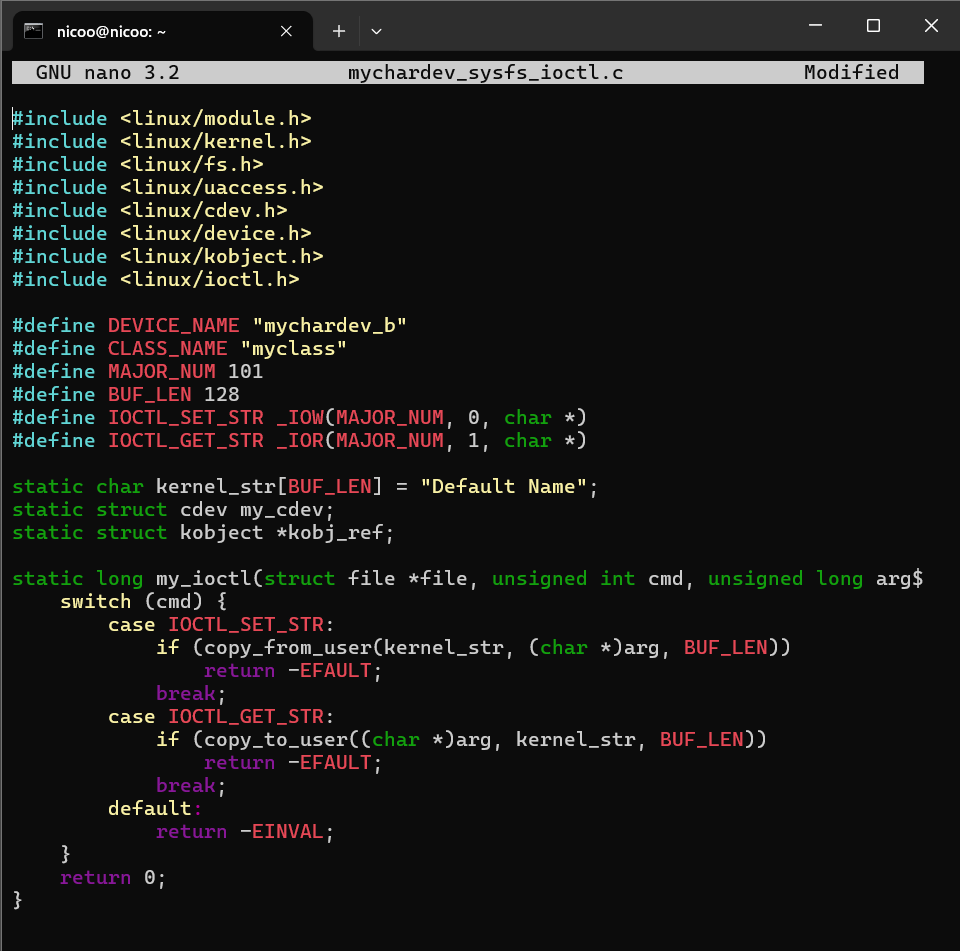 nicoo@nicoo: ~
GNU nano 3.2 mychardev_sysfs_ioctl.c Modified
#include <linux/module.h>
#include <linux/kernel.h>
#include <linux/fs.h>
#include <linux/uaccess.h>
#include <linux/cdev.h>
#include <linux/device.h>
#include <linux/kobject.h>
#include <linux/ioctl.h>
#define DEVICE_NAME "mychardev_b"
#define CLASS_NAME "myclass"
#define MAJOR_NUM 101
#define BUF_LEN 128
#define IOCTL_SET_STR _IOW(MAJOR_NUM, 0, char *)
#define IOCTL_GET_STR _IOR(MAJOR_NUM, 1, char *)
static char kernel_str[BUF_LEN] = "Default Name";
static struct cdev my_cdev;
static struct kobject *kobj_ref;
static long my_ioctl(struct file *file, unsigned int cmd, unsigned long arg$
    switch (cmd) {
        case IOCTL_SET_STR:
            if (copy_from_user(kernel_str, (char *)arg, BUF_LEN))
                return -EFAULT;
            break;
        case IOCTL_GET_STR:
            if (copy_to_user((char *)arg, kernel_str, BUF_LEN))
                return -EFAULT;
            break;
        default:
            return -EINVAL;
    }
    return 0;
}